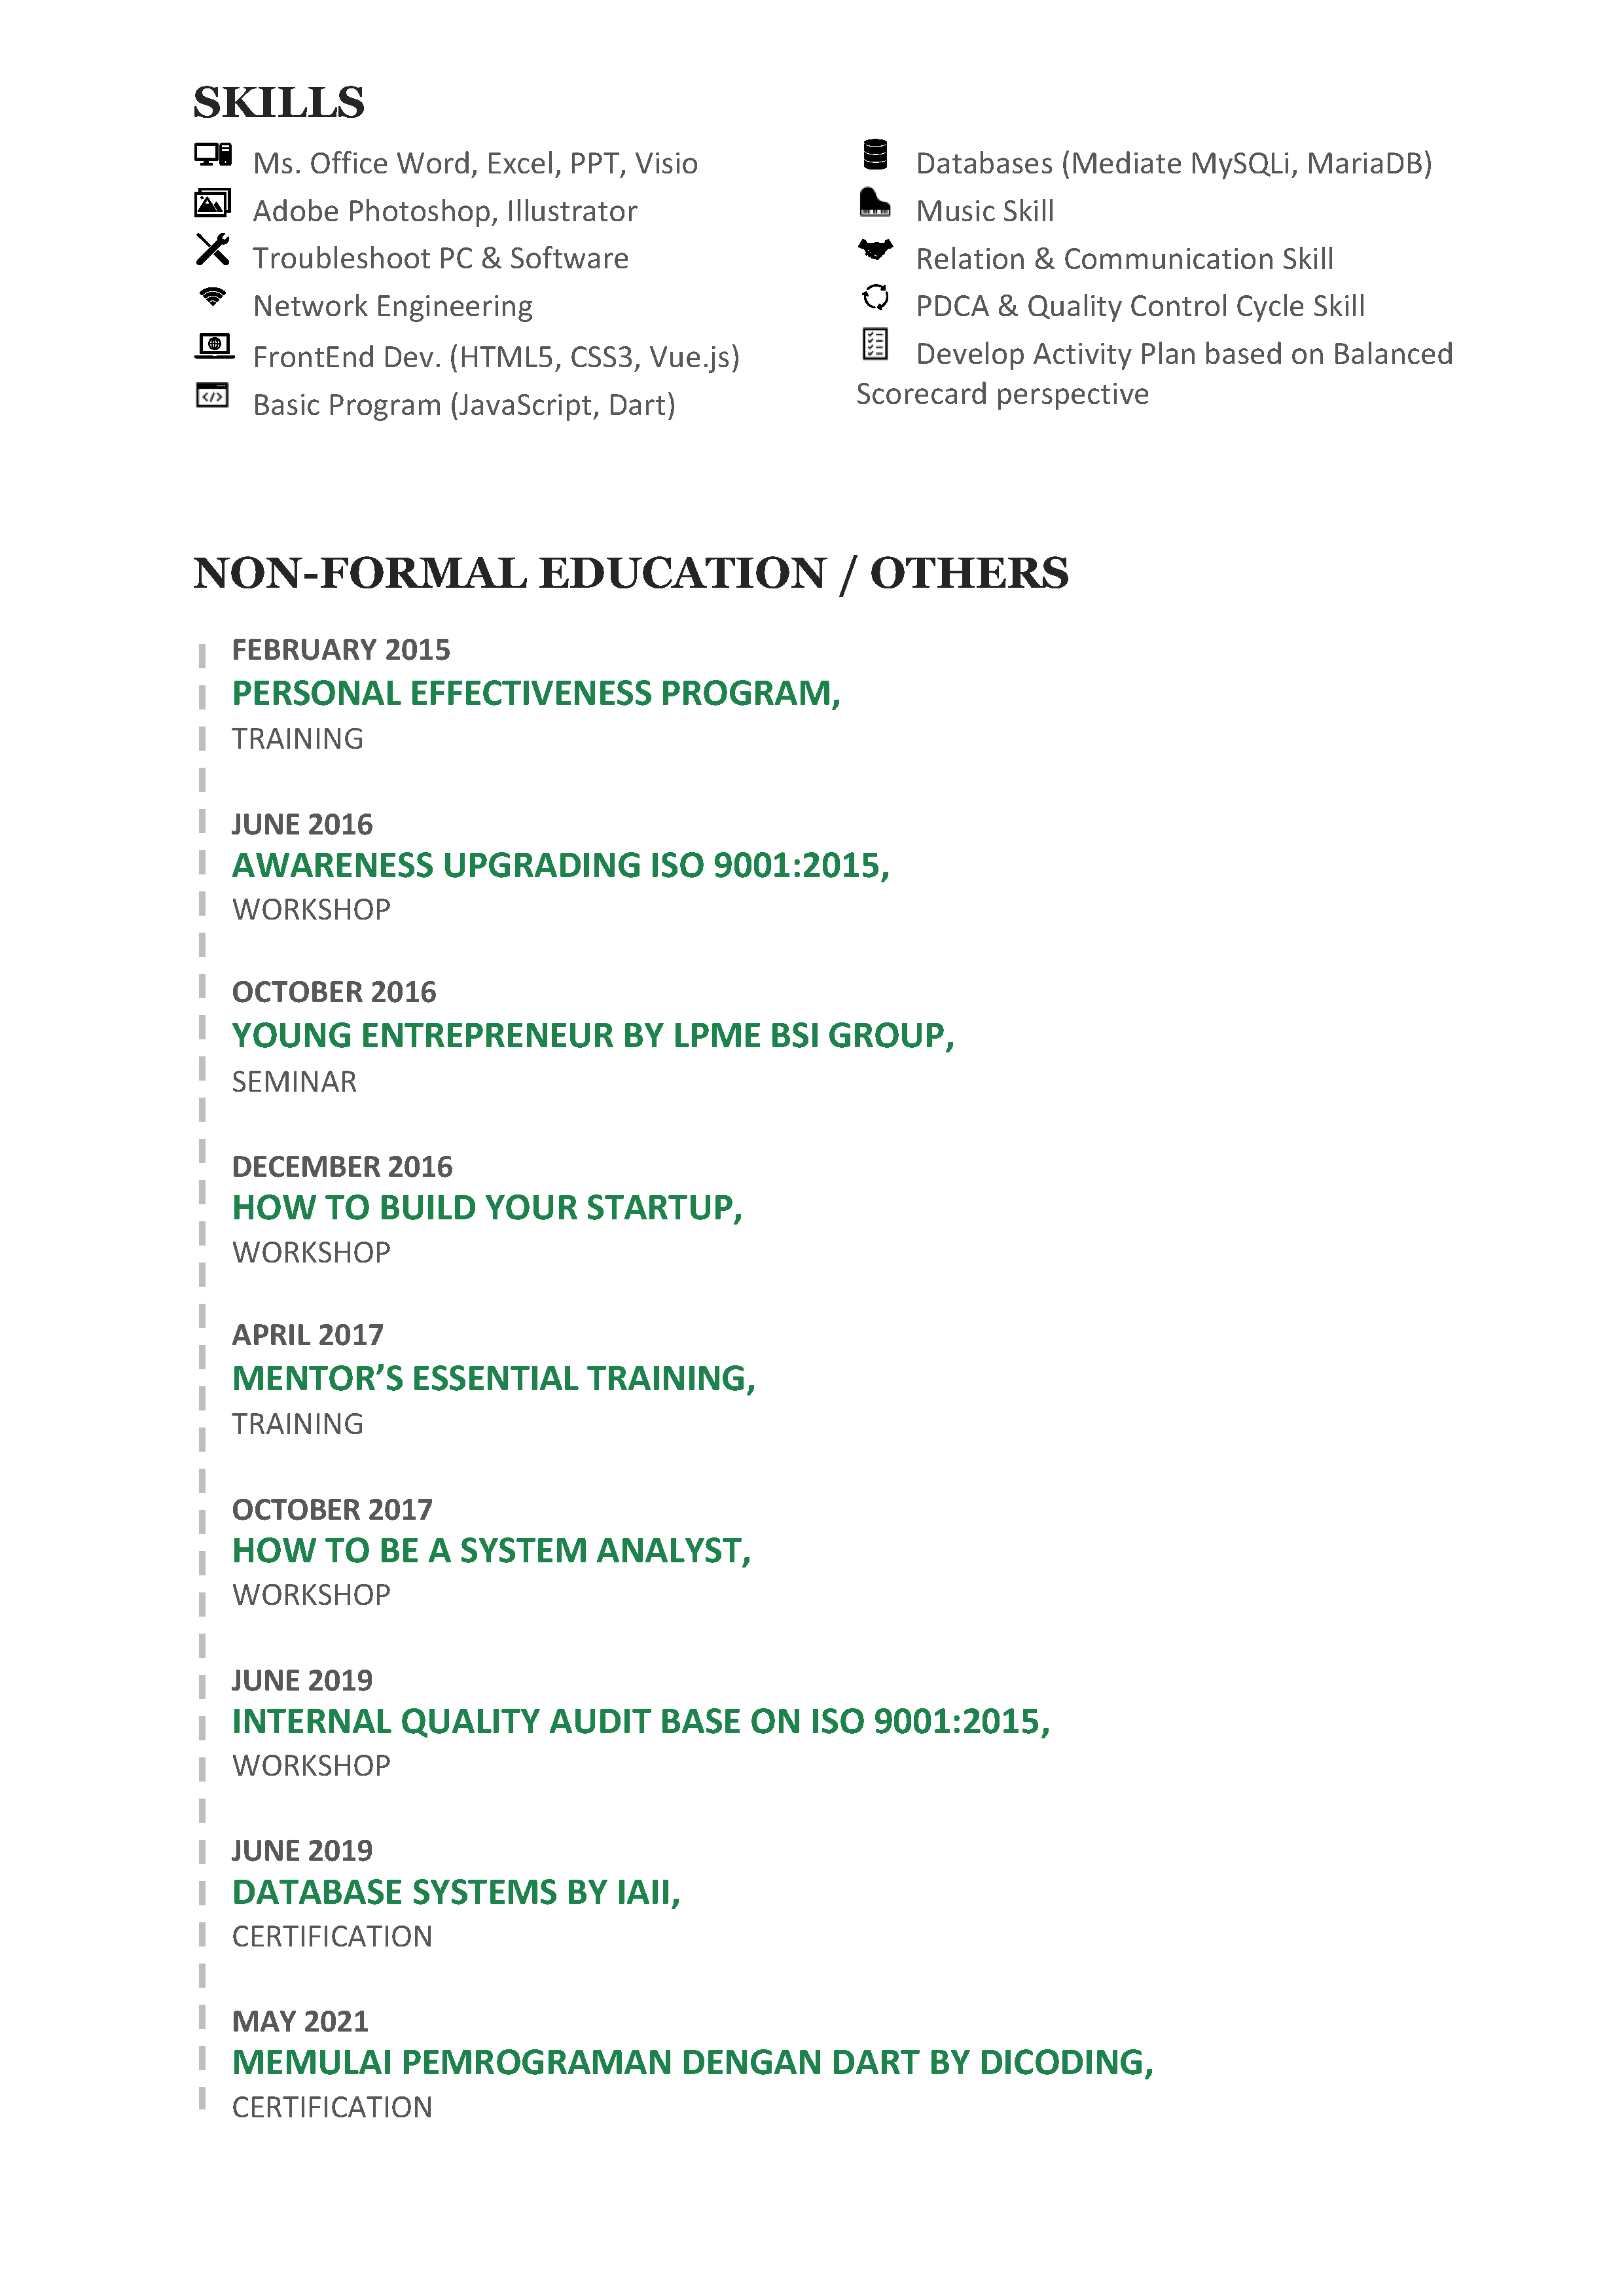 SKILLS
Ms. Office Word, Excel, PPT, Visio
Adobe Photoshop, Illustrator
Troubleshoot PC & Software
Network Engineering
FrontEnd Dev. (HTML5, CSS3, Vue.js)
Basic Program (JavaScript, Dart)
Databases (Mediate MySQLi, MariaDB)
Music Skill
Relation & Communication Skill
PDCA & Quality Control Cycle Skill
Develop Activity Plan based on Balanced
Scorecard perspective
NON-FORMAL EDUCATION / OTHERS
FEBRUARY 2015
PERSONAL EFFECTIVENESS PROGRAM,
TRAINING
JUNE 2016
AWARENESS UPGRADING ISO 9001:2015,
WORKSHOP
OCTOBER 2016
YOUNG ENTREPRENEUR BY LPME BSI GROUP,
SEMINAR
DECEMBER 2016
HOW TO BUILD YOUR STARTUP,
WORKSHOP
APRIL 2017
MENTOR’S ESSENTIAL TRAINING,
TRAINING
OCTOBER 2017
HOW TO BE A SYSTEM ANALYST,
WORKSHOP
JUNE 2019
INTERNAL QUALITY AUDIT BASE ON ISO 9001:2015,
WORKSHOP
JUNE 2019
DATABASE SYSTEMS BY IAII,
CERTIFICATION
MAY 2021
MEMULAI PEMROGRAMAN DENGAN DART BY DICODING,
CERTIFICATION